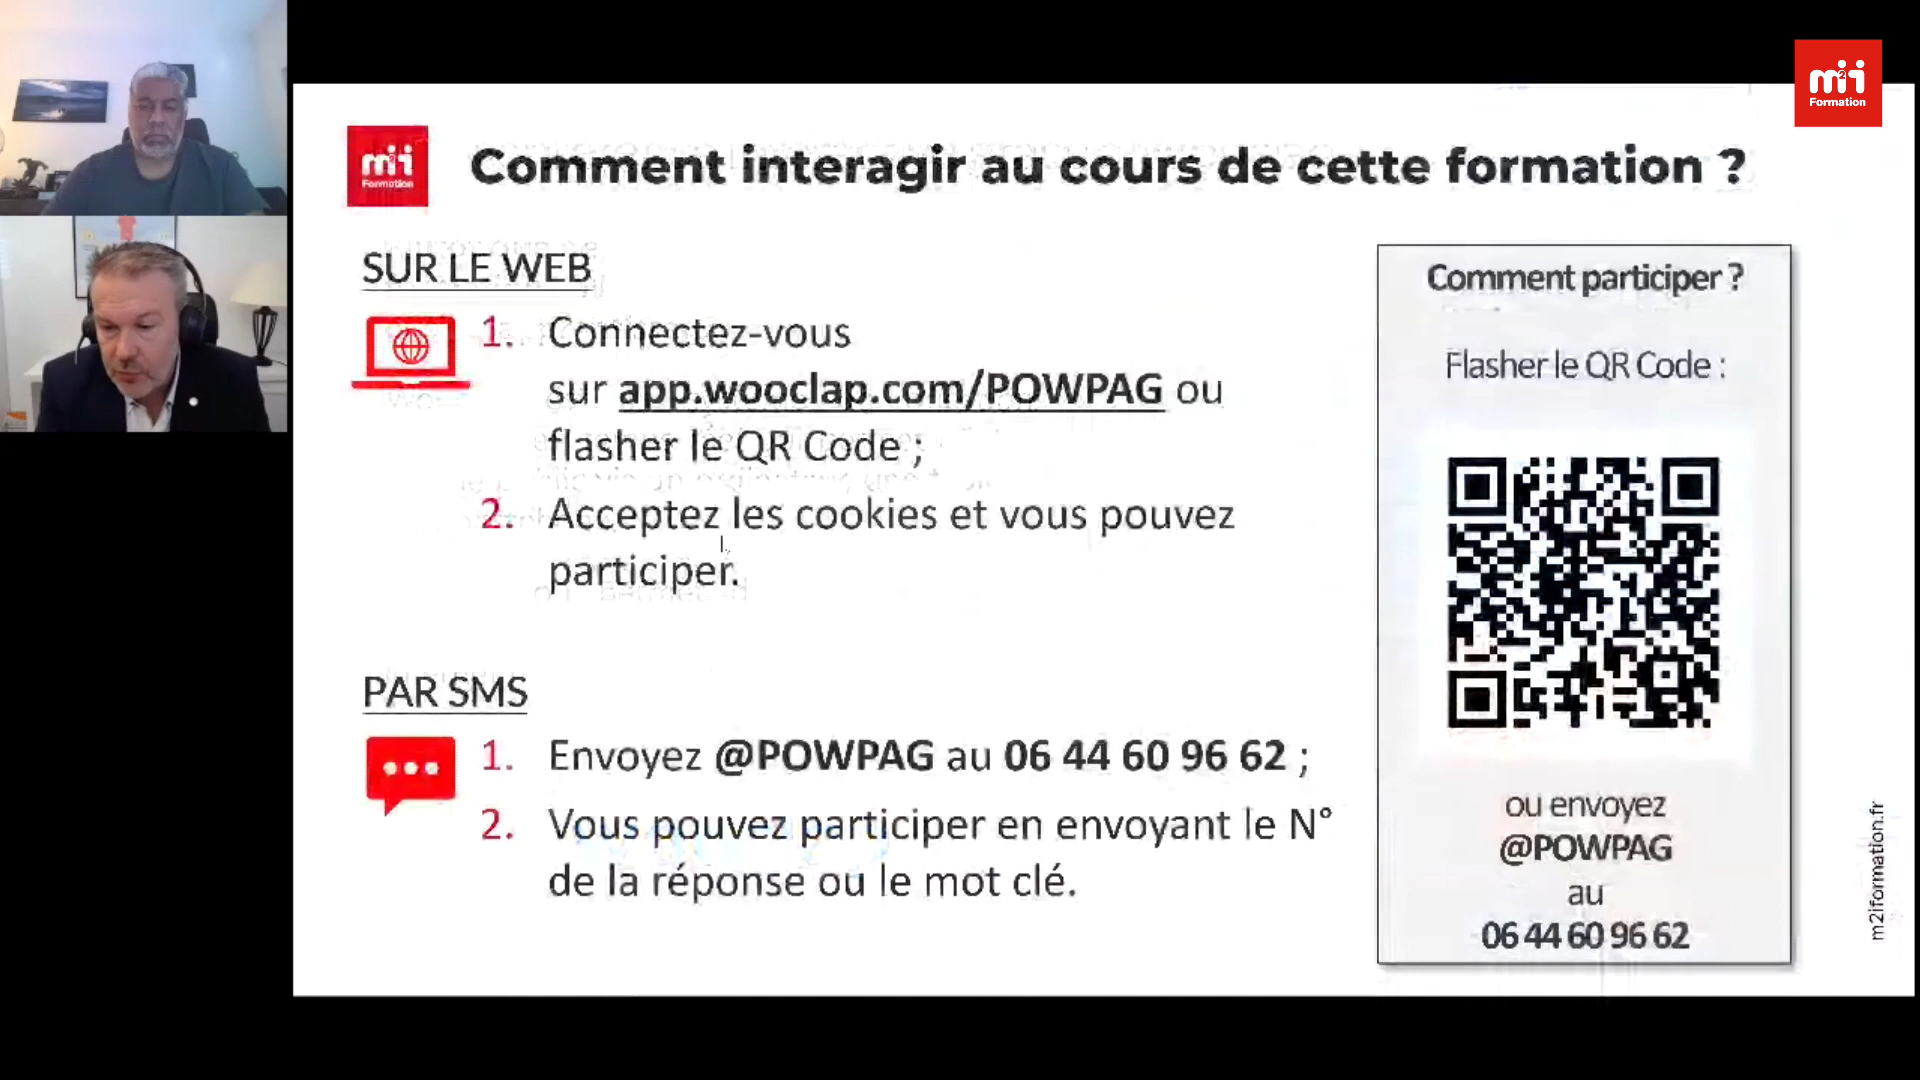 m2i
Formation
m2i
Formation
Comment interagir au cours de cette formation ?
SUR LE WEB
1. Connectez-vous
sur app.wooclap.com/POWPAG ou
flasher le QR Code ;
2. Acceptez les cookies et vous pouvez
participer.
PAR SMS
1. Envoyez @POWPAG au 06 44 60 96 62 ;
2. Vous pouvez participer en envoyant le N°
de la réponse ou le mot clé.
Comment participer ?
Flasher le QR Code :
ou envoyez
@POWPAG
au
06 44 60 96 62
m2iformation.fr